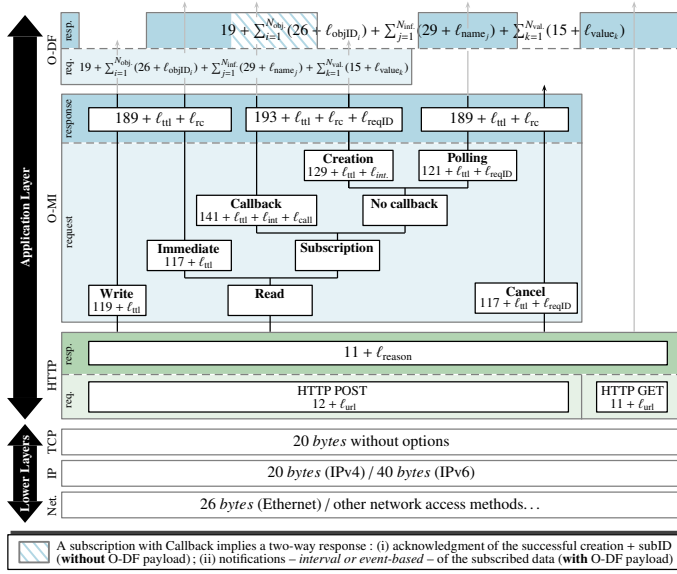 resp.
19 + ∑_{i=1}^{N_obj.}(26 + ℓ_objID_i) + ∑_{j=1}^{N_inf.}(29 + ℓ_name_j) + ∑_{k=1}^{N_val.}(15 + ℓ_value_k)
O-DF
req.
19 + ∑_{i=1}^{N_obj.}(26 + ℓ_objID_i) + ∑_{j=1}^{N_inf.}(29 + ℓ_name_j) + ∑_{k=1}^{N_val.}(15 + ℓ_value_k)
Application Layer
O-MI
response
189 + ℓ_ttl + ℓ_rc
193 + ℓ_ttl + ℓ_rc + ℓ_reqID
189 + ℓ_ttl + ℓ_rc
request
Creation
129 + ℓ_ttl + ℓ_int.
Polling
121 + ℓ_ttl + ℓ_reqID
Callback
141 + ℓ_ttl + ℓ_int + ℓ_call
No callback
Immediate
117 + ℓ_ttl
Subscription
Write
119 + ℓ_ttl
Read
Cancel
117 + ℓ_ttl + ℓ_reqID
HTTP
resp.
11 + ℓ_reason
req.
HTTP POST
12 + ℓ_url
HTTP GET
11 + ℓ_url
Lower Layers
TCP
20 bytes without options
IP
20 bytes (IPv4) / 40 bytes (IPv6)
Net.
26 bytes (Ethernet) / other network access methods…
A subscription with Callback implies a two-way response : (i) acknowledgment of the successful creation + subID
(without O-DF payload) ; (ii) notifications – interval or event-based – of the subscribed data (with O-DF payload)